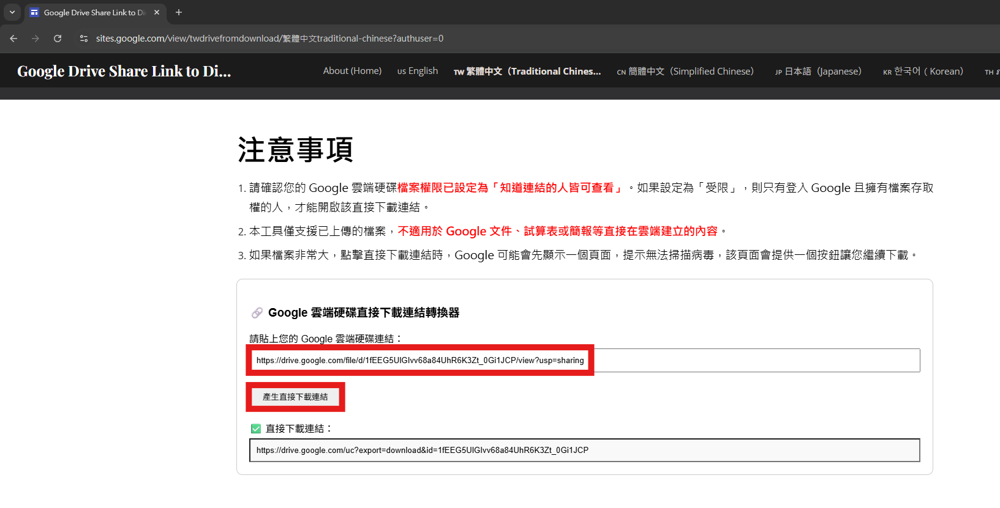 Google Drive Share Link to Di
sites.google.com/view/twdrivefromdownload/繁體中文traditional-chinese?authuser=0
Google Drive Share Link to Di...
About (Home)
US English
TW 繁體中文（Traditional Chines...
CN 簡體中文（Simplified Chinese）
JP 日本語（Japanese）
KR 한국어 ( Korean）
TH
注意事項
1. 請確認您的 Google 雲端硬碟檔案權限已設定為「知道連結的人皆可查看」。如果設定為「受限」，則只有登入 Google 且擁有檔案存取
權的人，才能開啟該直接下載連結。
2. 本工具僅支援已上傳的檔案，不適用於 Google 文件、試算表或簡報等直接在雲端建立的內容。
3. 如果檔案非常大，點擊直接下載連結時，Google 可能會先顯示一個頁面，提示無法掃描病毒，該頁面會提供一個按鈕讓您繼續下載。
Google 雲端硬碟直接下載連結轉換器
請貼上您的 Google 雲端硬碟連結：
https://drive.google.com/file/d/1fEEG5UIGIvv68a84UhR6K3Zt_0Gi1JCP/view?usp=sharing
產生直接下載連結
直接下載連結：
https://drive.google.com/uc?export=download&id=1fEEG5UIGIvv68a84UhR6K3Zt_0Gi1JCP